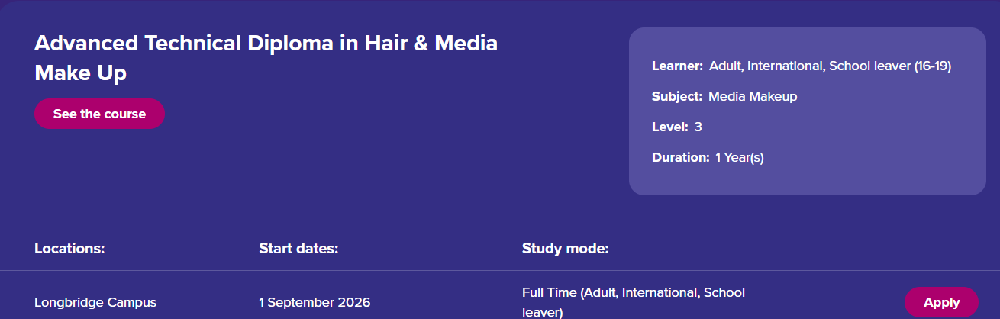 Advanced Technical Diploma in Hair & Media
Make Up
See the course
Learner: Adult, International, School leaver (16-19)
Subject: Media Makeup
Level: 3
Duration: 1 Year(s)
Locations:
Start dates:
Study mode:
Longbridge Campus
1 September 2026
Full Time (Adult, International, School
leaver)
Apply